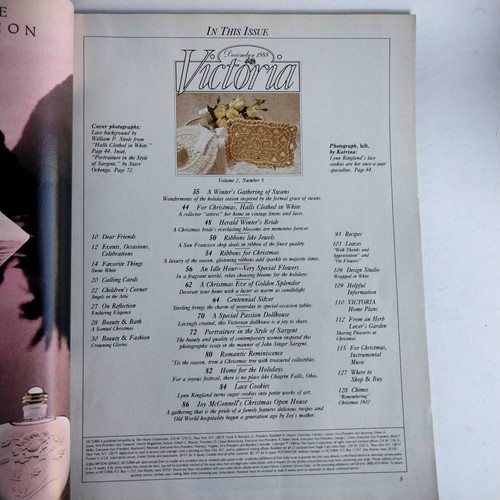 E
ION
IN THIS ISSUE
December 1988
Victoria
Volume 2, Number 8
Cover photographs:
Lace background by
William P. Steele from
"Halls Clothed in White."
Page 44. Inset,
"Portraiture in the Style
of Sargent," by Starr
Ockenga. Page 72.
Photograph, left,
by Katrina:
Lynn Ringland's lace
cookies are her once-a-year
specialties. Page 84.
35 A Winter's Gathering of Swans
Wonderments of the holiday season inspired by the formal grace of swans.
44 For Christmas, Halls Clothed in White
A collector "attires" her home in vintage linens and laces.
48 Herald Winter's Bride
A Christmas bride's everlasting blossoms are mementos forever.
50 Ribbons like Jewels
A San Francisco shop deals in ribbon of the finest quality.
54 Ribbons for Christmas
A luxury of the season, glistening ribbons add sparkle to majestic times.
56 An Idle Hour—Very Special Flowers
In a fragrant world, relax choosing blooms for the holidays.
62 A Christmas Eve of Golden Splendor
Decorate your home with a luster as warm as candlelight.
64 Centennial Silver
Sterling brings the charm of yesterday to special-occasion tables.
70 A Special Passion Dollhouse
Lovingly created, this Victorian dollhouse is a joy to share.
72 Portraiture in the Style of Sargent
The beauty and quality of contemporary women inspired this
photographic essay in the manner of John Singer Sargent.
80 Romantic Reminiscence
'Tis the season, trim a Christmas tree with treasured collectibles.
82 Home for the Holidays
For a joyous festival, there is no place like Chagrin Falls, Ohio.
84 Lace Cookies
Lynn Ringland turns sugar cookies into petite works of art.
86 Joy McConnell's Christmas Open House
A gathering that is the pride of a family features delicious recipes and
Old World hospitality begun a generation ago by Joy's mother.
10 Dear Friends
12 Events, Occasions,
Celebrations
14 Favorite Things
Snow White
20 Calling Cards
22 Children's Corner
Angels in the Attic
27 On Reflection
Enduring Elegance
28 Beauty & Bath
A Scented Christmas
30 Beauty & Fashion
Crowning Glories
93 Recipes
103 Leaves
"With Thanks and
Appreciation" and
"On Flowers"
106 Design Studio
Wrapped in White
109 Helpful
Information
110 VICTORIA
Home Plans
112 From an Herb
Lover's Garden
Sharing Pleasures at
Christmas
115 For Christmas,
Instrumental
Music
127 Where to
Shop & Buy
128 Chimes
"Remembering"
Christmas 1902
5